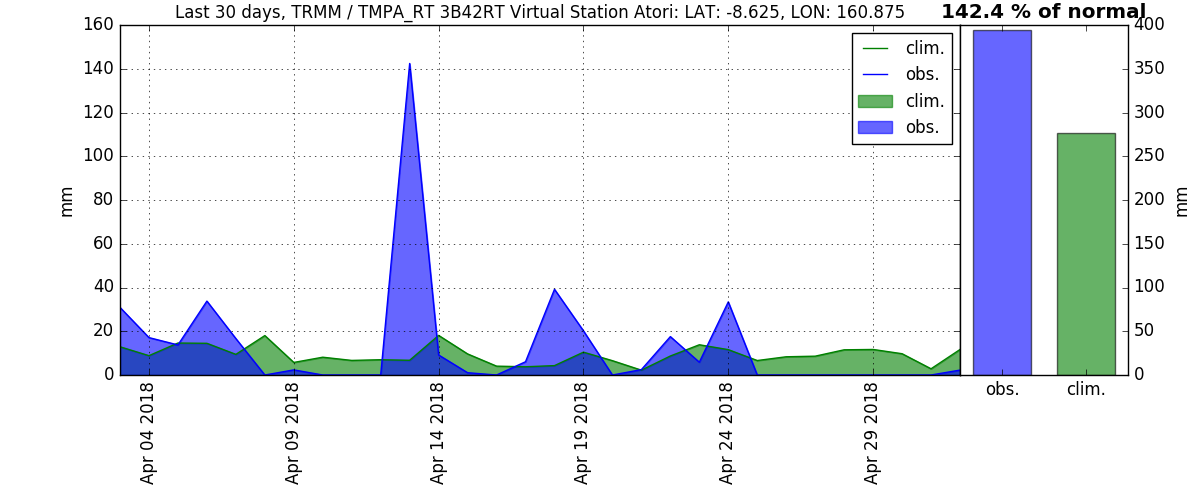 Last 30 days, TRMM / TMPA_RT 3B42RT Virtual Station Atori: LAT: -8.625, LON: 160.875
142.4 % of normal
160
140
120
100
80
60
40
20
0
mm
clim.
obs.
clim.
obs.
Apr 04 2018
Apr 09 2018
Apr 14 2018
Apr 19 2018
Apr 24 2018
Apr 29 2018
400
350
300
250
200
150
100
50
0
mm
obs.
clim.